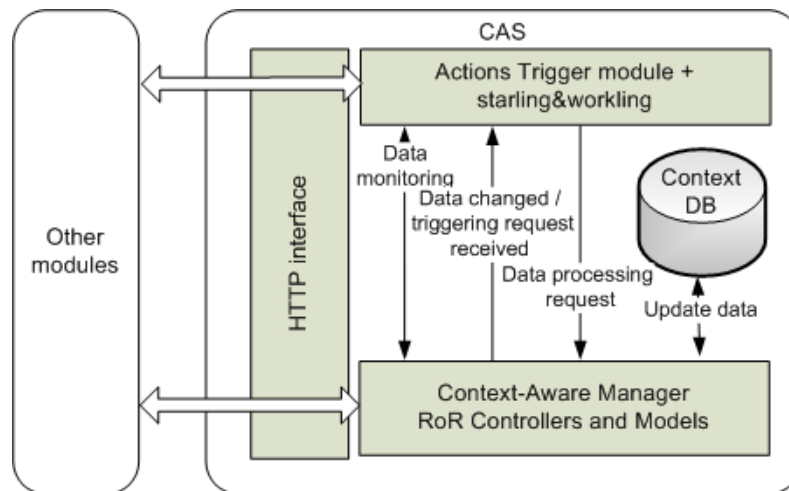 CAS
Actions Trigger module +
starling&workling
Other
modules
HTTP interface
Data
monitoring
Data changed /
triggering request
received
Data processing
request
Context
DB
Update data
Context-Aware Manager
RoR Controllers and Models